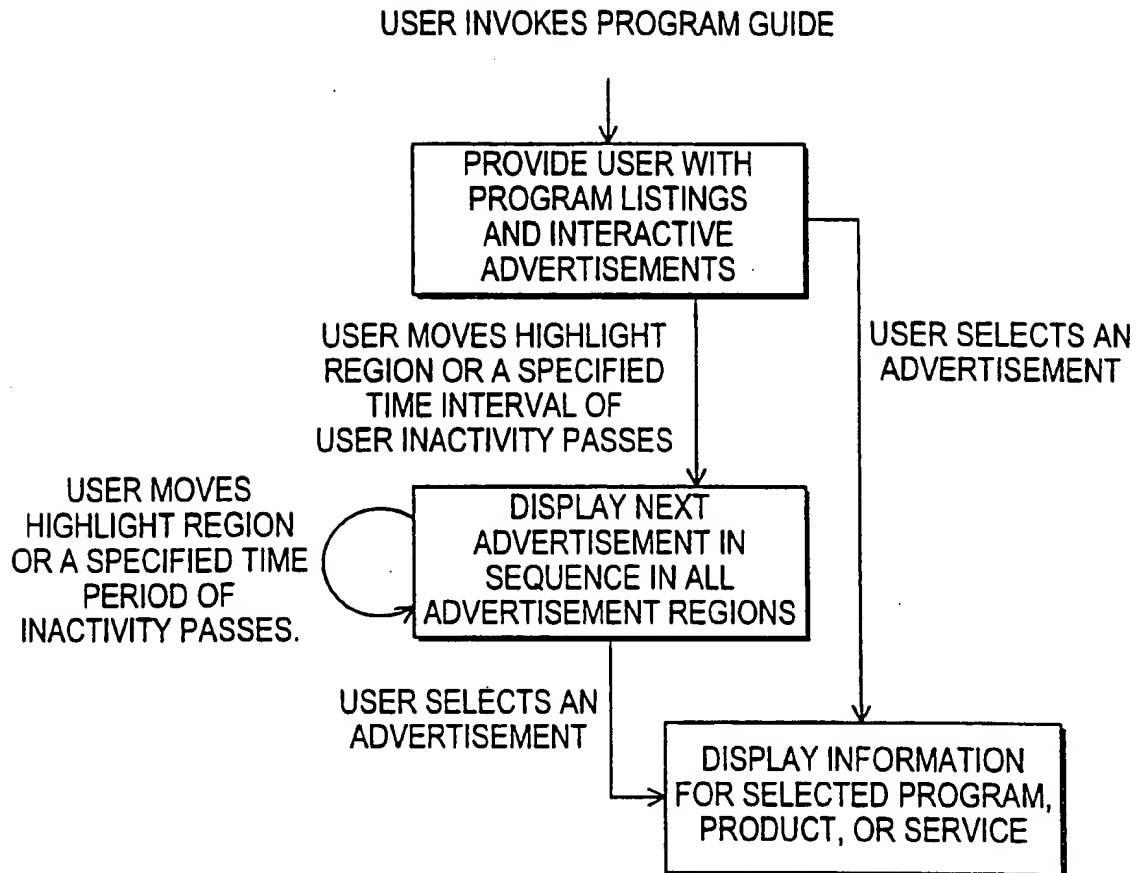 USER INVOKES PROGRAM GUIDE
PROVIDE USER WITH
PROGRAM LISTINGS
AND INTERACTIVE
ADVERTISEMENTS
USER MOVES HIGHLIGHT
REGION OR A SPECIFIED
TIME INTERVAL OF
USER INACTIVITY PASSES
USER SELECTS AN
ADVERTISEMENT
USER MOVES
HIGHLIGHT REGION
OR A SPECIFIED TIME
PERIOD OF
INACTIVITY PASSES.
DISPLAY NEXT
ADVERTISEMENT IN
SEQUENCE IN ALL
ADVERTISEMENT REGIONS
USER SELECTS AN
ADVERTISEMENT
DISPLAY INFORMATION
FOR SELECTED PROGRAM,
PRODUCT, OR SERVICE